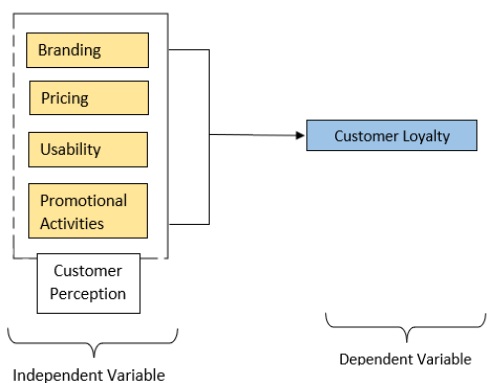 Branding
Pricing
Usability
Promotional
Activities
Customer
Perception
Independent Variable
Customer Loyalty
Dependent Variable